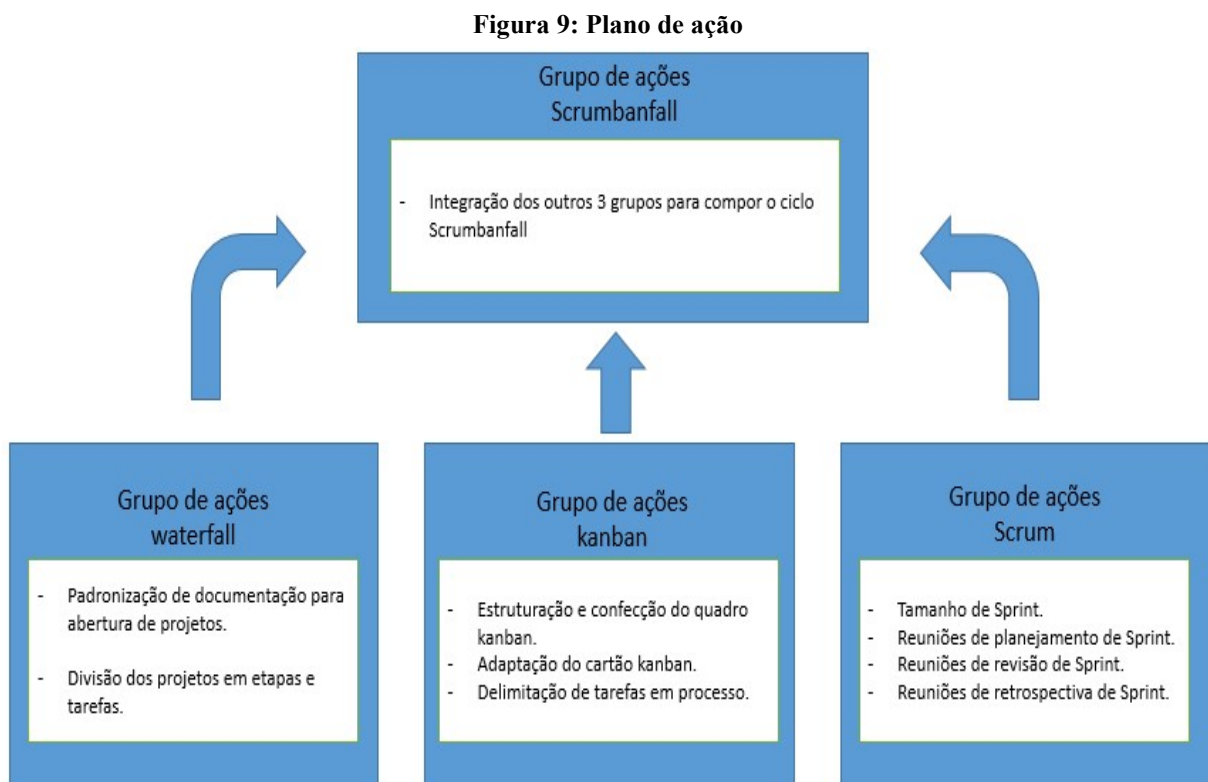 Figura 9: Plano de ação
Grupo de ações
Scrumbanfall
- Integração dos outros 3 grupos para compor o ciclo
Scrumbanfall
Grupo de ações
waterfall
- Padronização de documentação para
abertura de projetos.
- Divisão dos projetos em etapas e
tarefas.
Grupo de ações
kanban
- Estruturação e confecção do quadro
kanban.
- Adaptação do cartão kanban.
- Delimitação de tarefas em processo.
Grupo de ações
Scrum
- Tamanho de Sprint.
- Reuniões de planejamento de Sprint.
- Reuniões de revisão de Sprint.
- Reuniões de retrospectiva de Sprint.